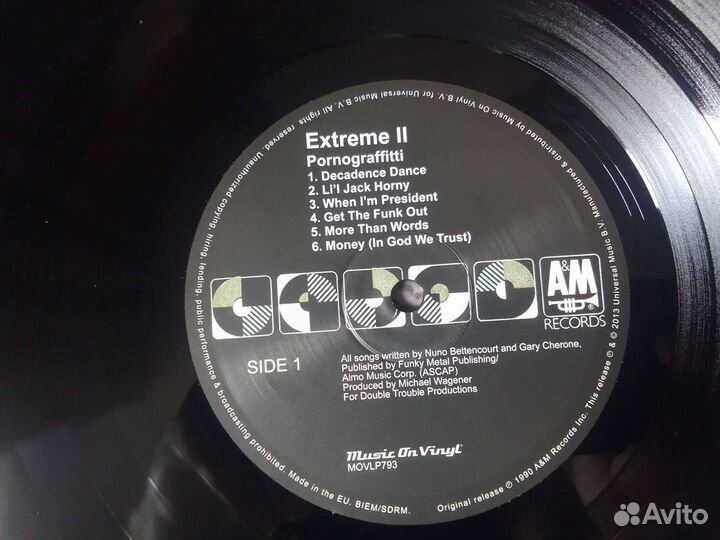 Extreme II
Pornograffitti
1. Decadence Dance
2. Li'l Jack Horny
3. When I'm President
4. Get The Funk Out
5. More Than Words
6. Money (In God We Trust)
A&M
RECORDS
SIDE 1
All songs written by Nuno Bettencourt and Gary Cherone,
Published by Funky Metal Publishing/
Almo Music Corp. (ASCAP)
Produced by Michael Wagener
For Double Trouble Productions
Music On Vinyl
MOVLP793
Original release ℗ 1990 A&M Records Inc. This release ℗ & © 2013 Universal Music B.V. Manufactured & distributed by Music On Vinyl B.V. for Universal Music B.V. All rights reserved. Unauthorized copying, hiring, lending, public performance & broadcasting prohibited. Made in the EU. BIEM/SDRM.
Avito